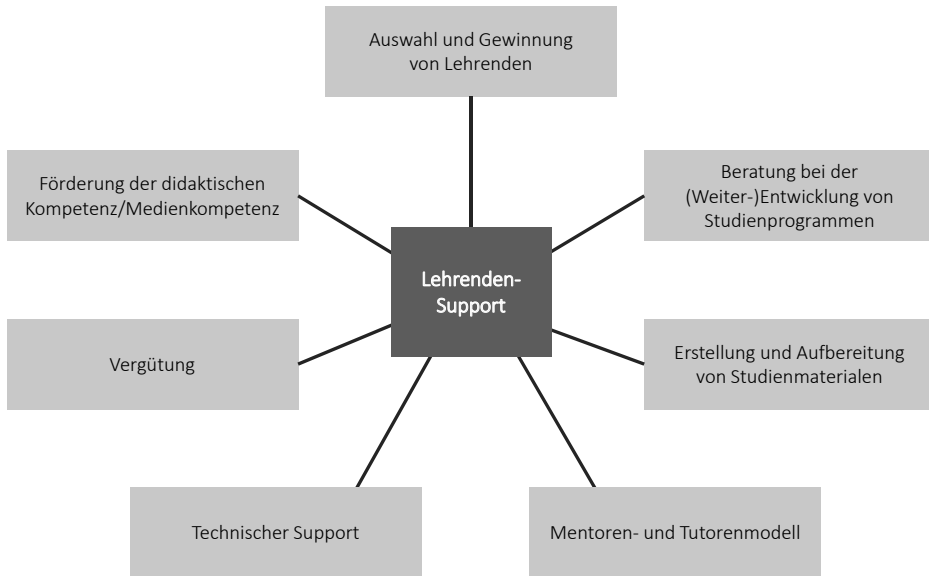 Auswahl und Gewinnung
von Lehrenden
Förderung der didaktischen
Kompetenz/Medienkompetenz
Beratung bei der
(Weiter-)Entwicklung von
Studienprogrammen
Lehrenden-
Support
Vergütung
Erstellung und Aufbereitung
von Studienmaterialen
Technischer Support
Mentoren- und Tutorenmodell